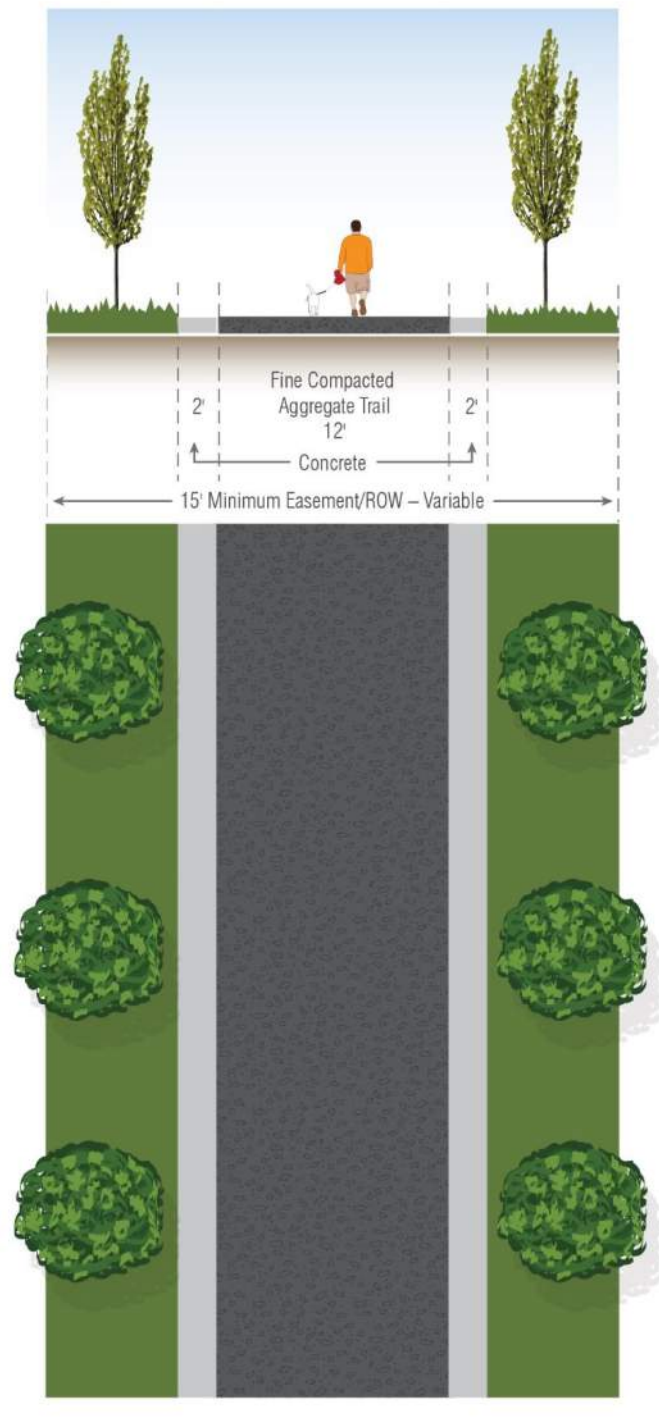 Fine Compacted
Aggregate Trail
2' 12' 2'
Concrete
15' Minimum Easement/ROW – Variable